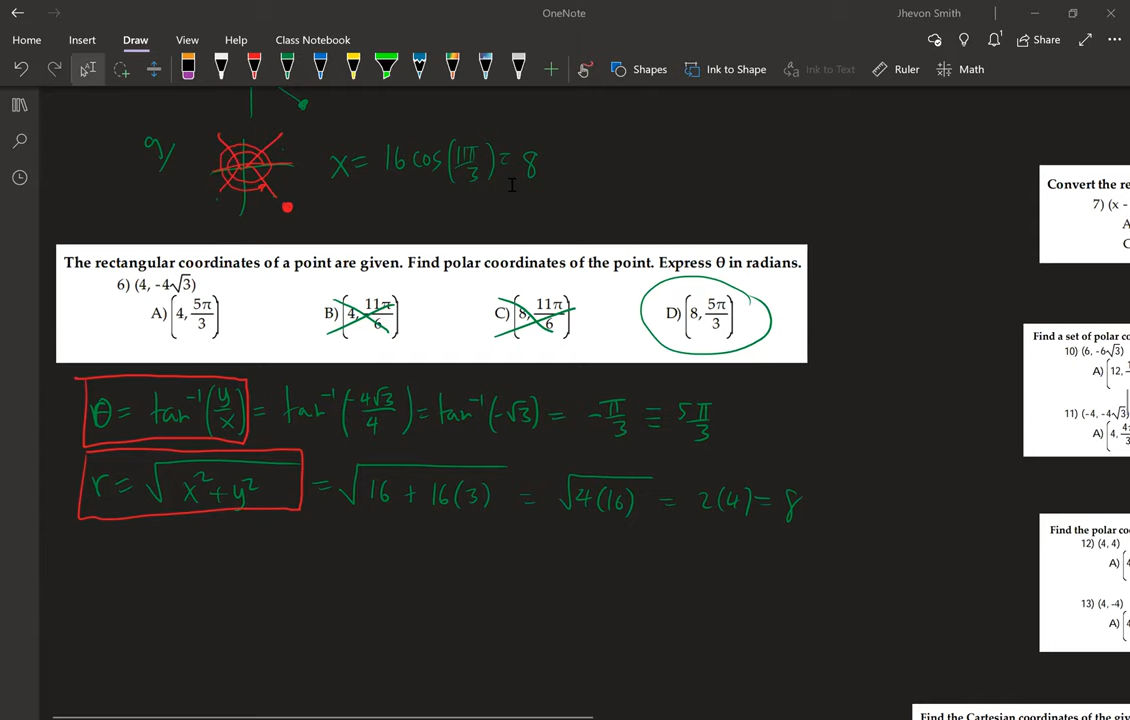 OneNote
Jhevon Smith
Home Insert Draw View Help Class Notebook
Share
Shapes Ink to Shape Ink to Text Ruler Math
9/ x = 16 cos(11π/3) = 8
The rectangular coordinates of a point are given. Find polar coordinates of the point. Express θ in radians.
6) (4, -4√3)
A) (4, 5π/3) B) (4, 11π/6) C) (8, 11π/6) D) (8, 5π/3)
θ = tan⁻¹(y/x) = tan⁻¹(-4√3/4) = tan⁻¹(-√3) = -π/3 ≡ 5π/3
r = √(x² + y²) = √(16 + 16(3)) = √(4(16)) = 2(4) = 8
Convert the re
7) (x -
A
C
Find a set of polar c
10) (6, -6√3)
A) (12,
11) (-4, -4√3)
A) (4, 4
Find the polar co
12) (4, 4)
A) (4
13) (4, -4)
A) (4
Find the Cartesian coordinates of the giv